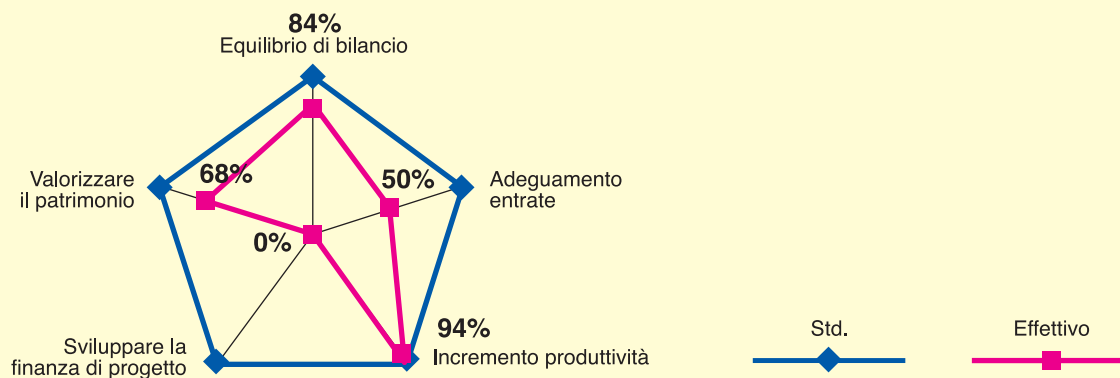 84%
Equilibrio di bilancio
Valorizzare
il patrimonio
68%
50%
Adeguamento
entrate
0%
94%
Incremento produttività
Sviluppare la
finanza di progetto
Std.
Effettivo